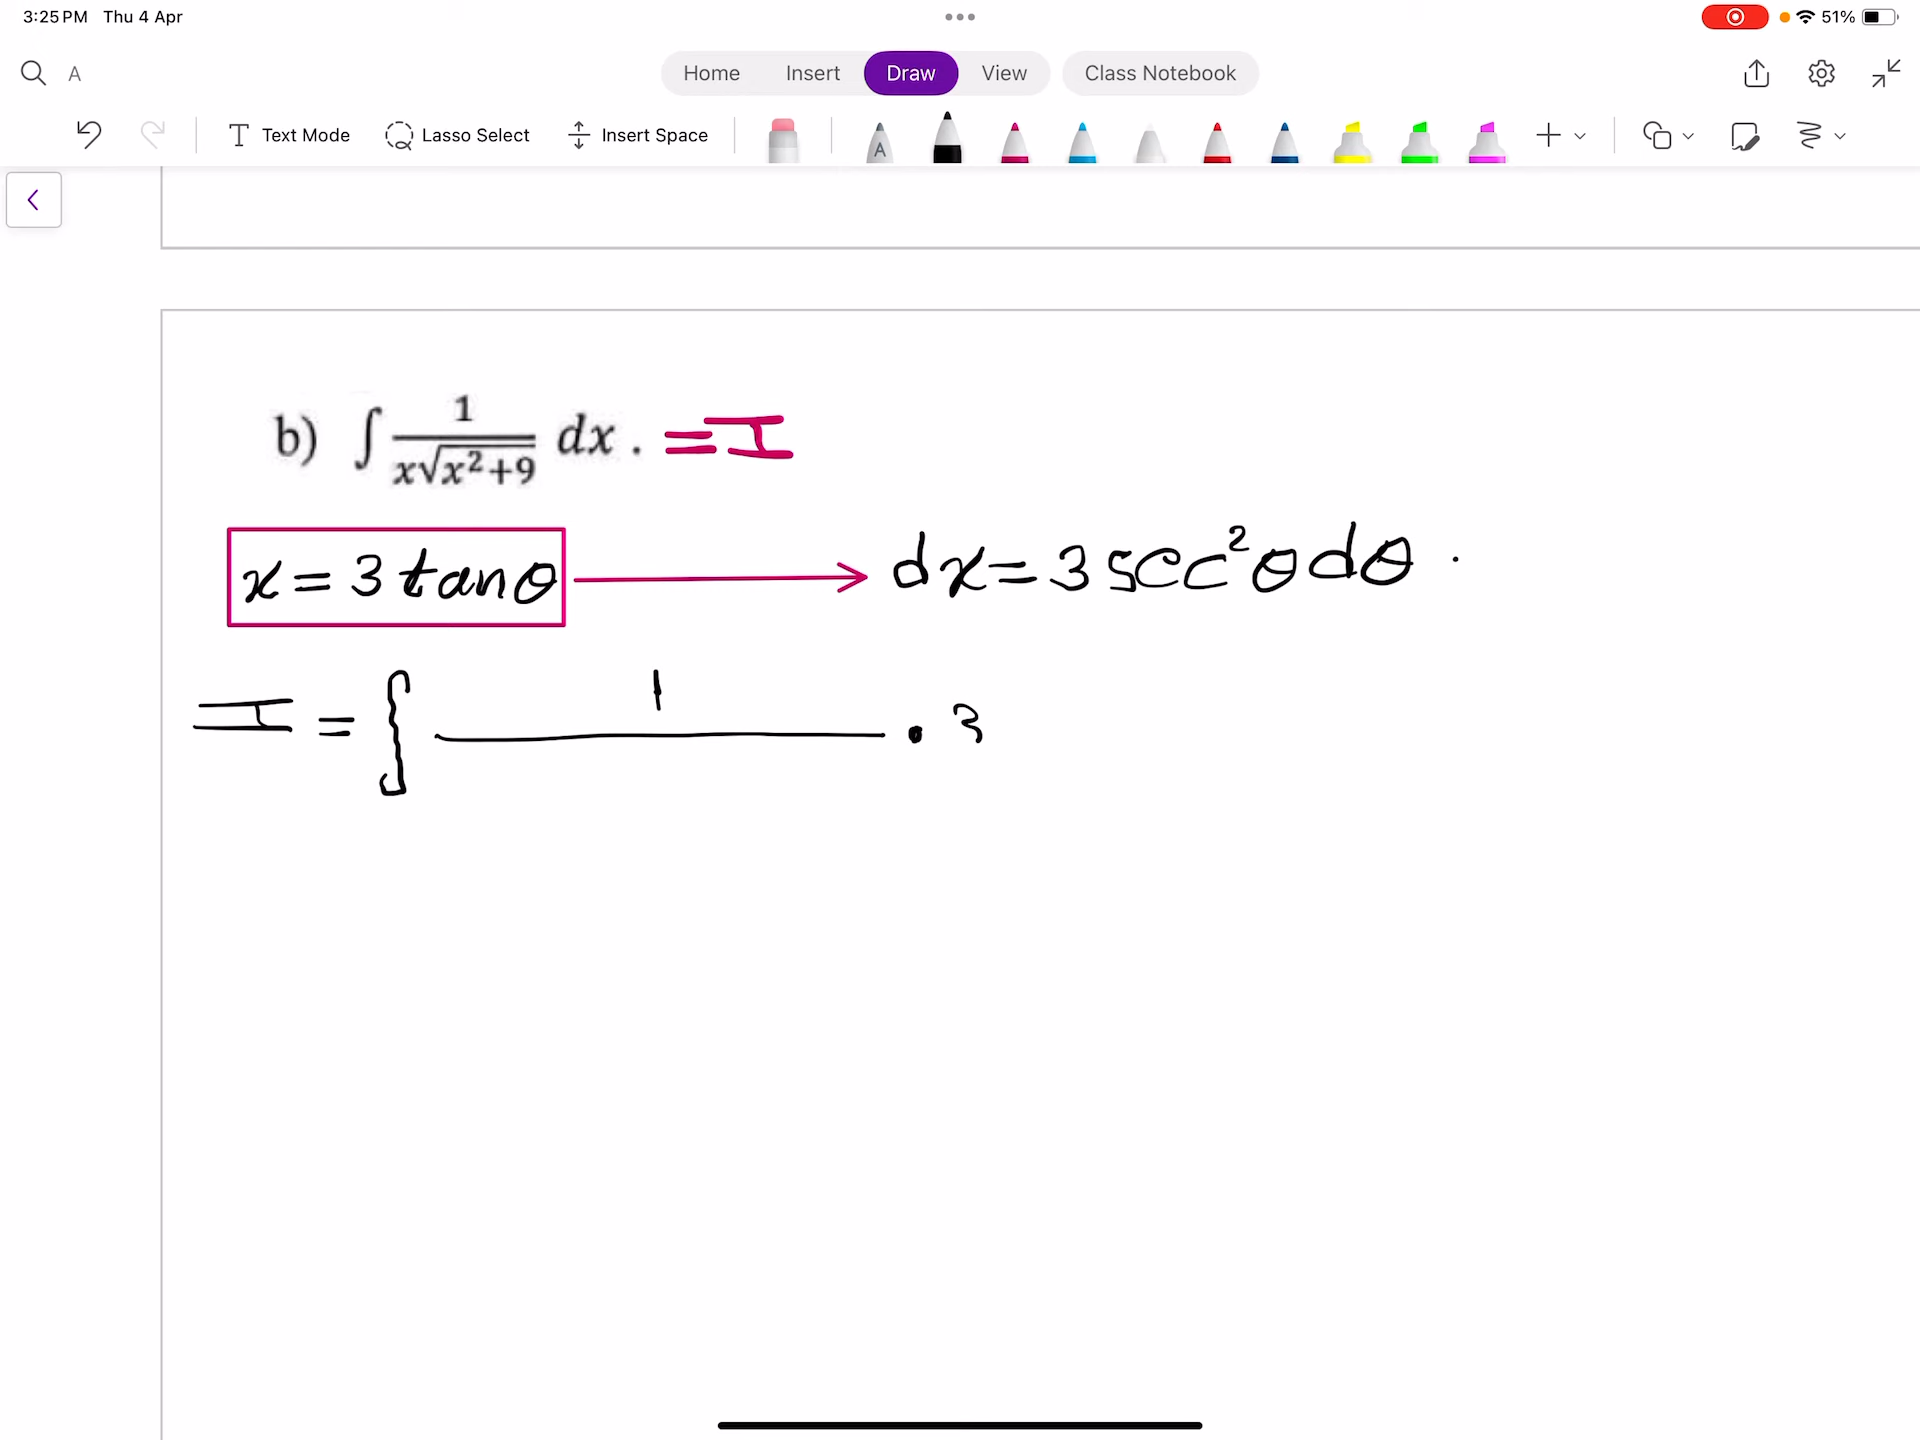 3:25 PM Thu 4 Apr 51%
A Home Insert Draw View Class Notebook
T Text Mode Lasso Select Insert Space A
b) ∫ 1/(x√x²+9) dx . = I
x = 3 tanθ → dx = 3 sec²θ dθ .
I = ∫ 1/ . 3